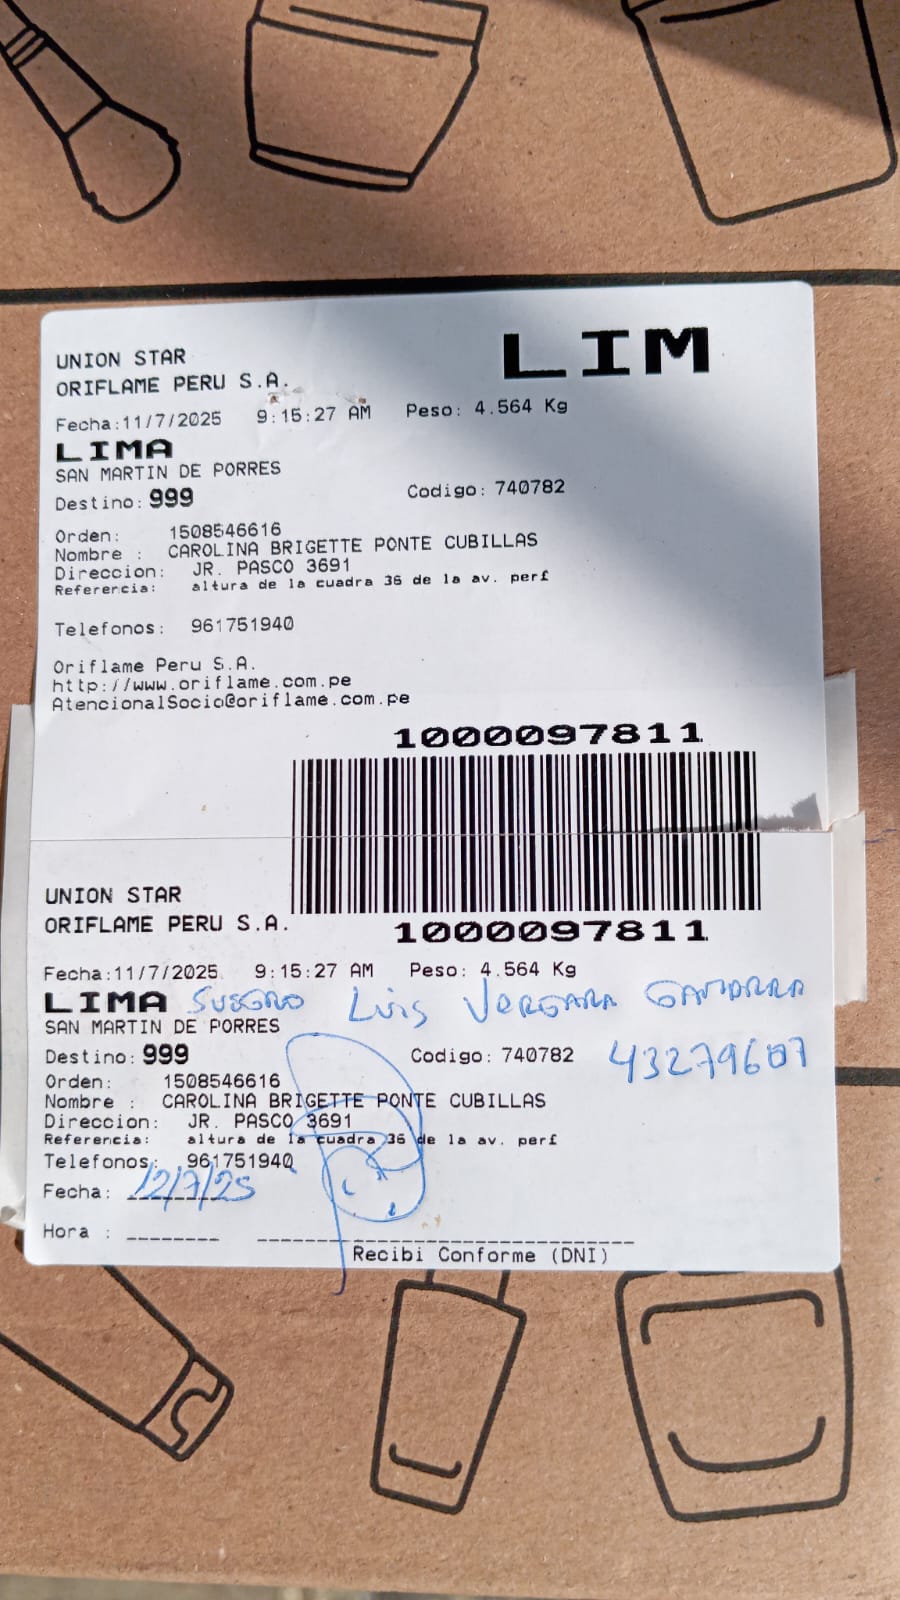 LIM
UNION STAR
ORIFLAME PERU S.A.
Fecha:11/7/2025 9:15:27 AM Peso: 4.564 Kg
LIMA
SAN MARTIN DE PORRES
Destino: 999 Codigo: 740782
Orden: 1508546616
Nombre : CAROLINA BRIGETTE PONTE CUBILLAS
Direccion: JR. PASCO 3691
Referencia: altura de la cuadra 36 de la av. perť
Telefonos: 961751940
Oriflame Peru S.A.
http://www.oriflame.com.pe
AtencionalSocio@oriflame.com.pe
1000097811
UNION STAR
ORIFLAME PERU S.A.
1000097811
Fecha:11/7/2025 9:15:27 AM Peso: 4.564 Kg
LIMA SUEGRO Luis VERGARA GAMARRA
SAN MARTIN DE PORRES
Destino: 999 Codigo: 740782 43279607
Orden: 1508546616
Nombre : CAROLINA BRIGETTE PONTE CUBILLAS
Direccion: JR. PASCO 3691
Referencia: altura de la cuadra 36 de la av. perť
Telefonos: 961751940
Fecha: 12/7/25
Hora : ________ ________________________________
Recibi Conforme (DNI)